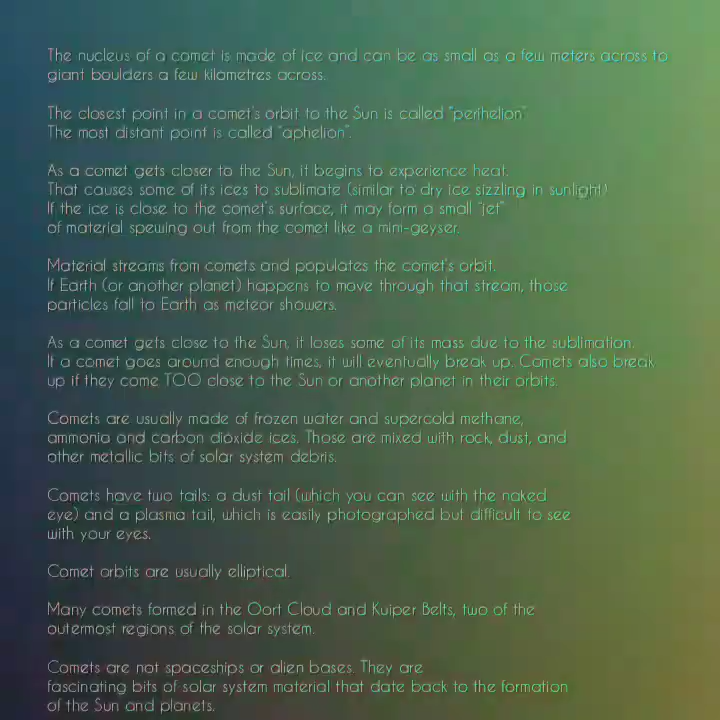 The nucleus of a comet is made of ice and can be as small as a few meters across to
giant boulders a few kilometres across.
The closest point in a comet's orbit to the Sun is called "perihelion"
The most distant point is called "aphelion".
As a comet gets closer to the Sun, it begins to experience heat.
That causes some of its ices to sublimate (similar to dry ice sizzling in sunlight)
If the ice is close to the comet's surface, it may form a small "jet"
of material spewing out from the comet like a mini-geyser.
Material streams from comets and populates the comet's orbit.
If Earth (or another planet) happens to move through that stream, those
particles fall to Earth as meteor showers.
As a comet gets close to the Sun, it loses some of its mass due to the sublimation.
If a comet goes around enough times, it will eventually break up. Comets also break
up if they come TOO close to the Sun or another planet in their orbits.
Comets are usually made of frozen water and supercold methane,
ammonia and carbon dioxide ices. Those are mixed with rock, dust, and
other metallic bits of solar system debris.
Comets have two tails: a dust tail (which you can see with the naked
eye) and a plasma tail, which is easily photographed but difficult to see
with your eyes.
Comet orbits are usually elliptical.
Many comets formed in the Oort Cloud and Kuiper Belts, two of the
outermost regions of the solar system.
Comets are not spaceships or alien bases. They are
fascinating bits of solar system material that date back to the formation
of the Sun and planets.